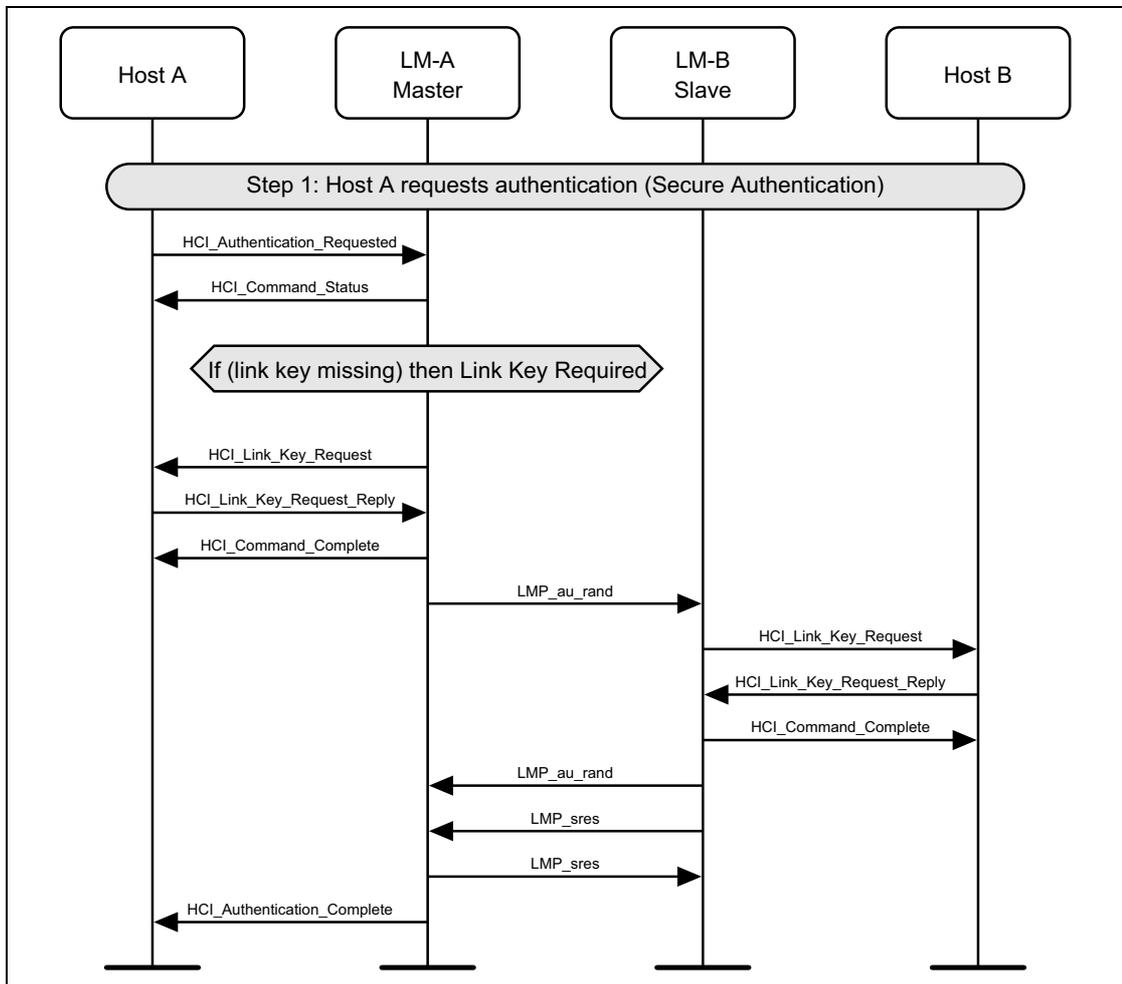 Host A
LM-A
Master
LM-B
Slave
Host B
Step 1: Host A requests authentication (Secure Authentication)
HCI_Authentication_Requested
HCI_Command_Status
If (link key missing) then Link Key Required
HCI_Link_Key_Request
HCI_Link_Key_Request_Reply
HCI_Command_Complete
LMP_au_rand
HCI_Link_Key_Request
HCI_Link_Key_Request_Reply
HCI_Command_Complete
LMP_au_rand
LMP_sres
LMP_sres
HCI_Authentication_Complete